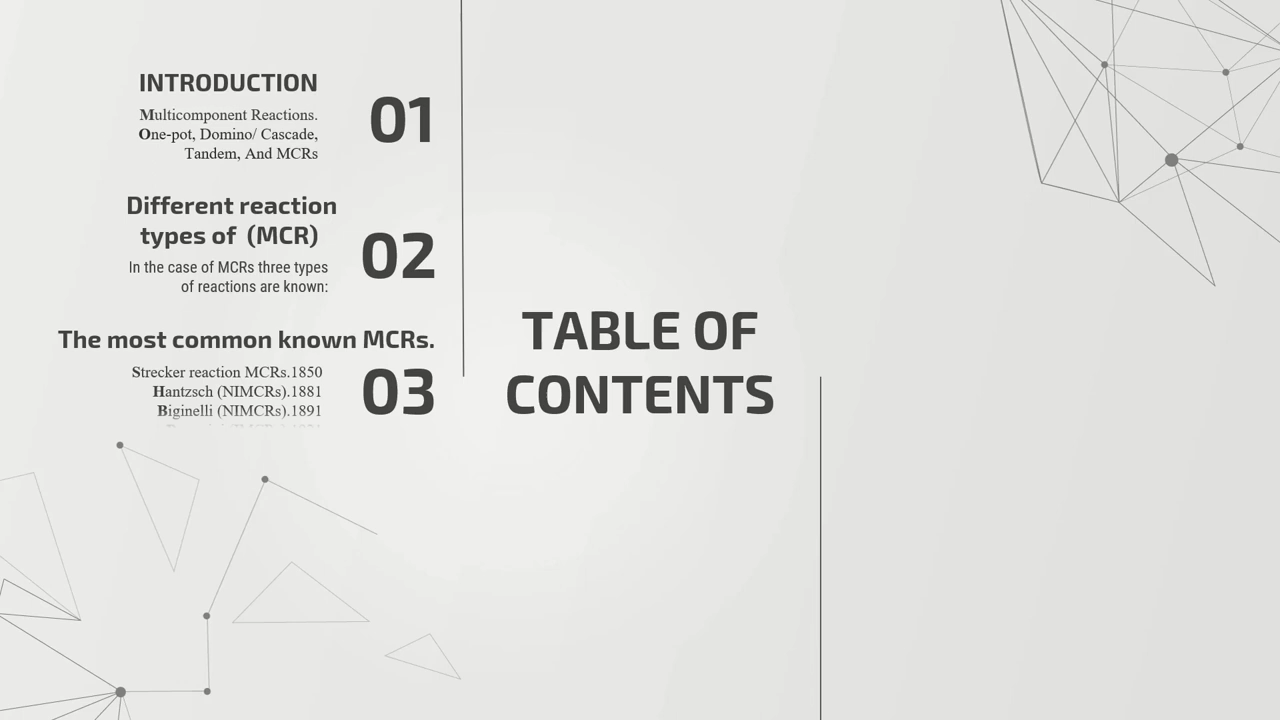 INTRODUCTION
Multicomponent Reactions.
One-pot, Domino/ Cascade,
Tandem, And MCRs
01
Different reaction
types of (MCR)
In the case of MCRs three types
of reactions are known:
02
The most common known MCRs.
Strecker reaction MCRs.1850
Hantzsch (NIMCRs).1881
Biginelli (NIMCRs).1891
03
TABLE OF
CONTENTS